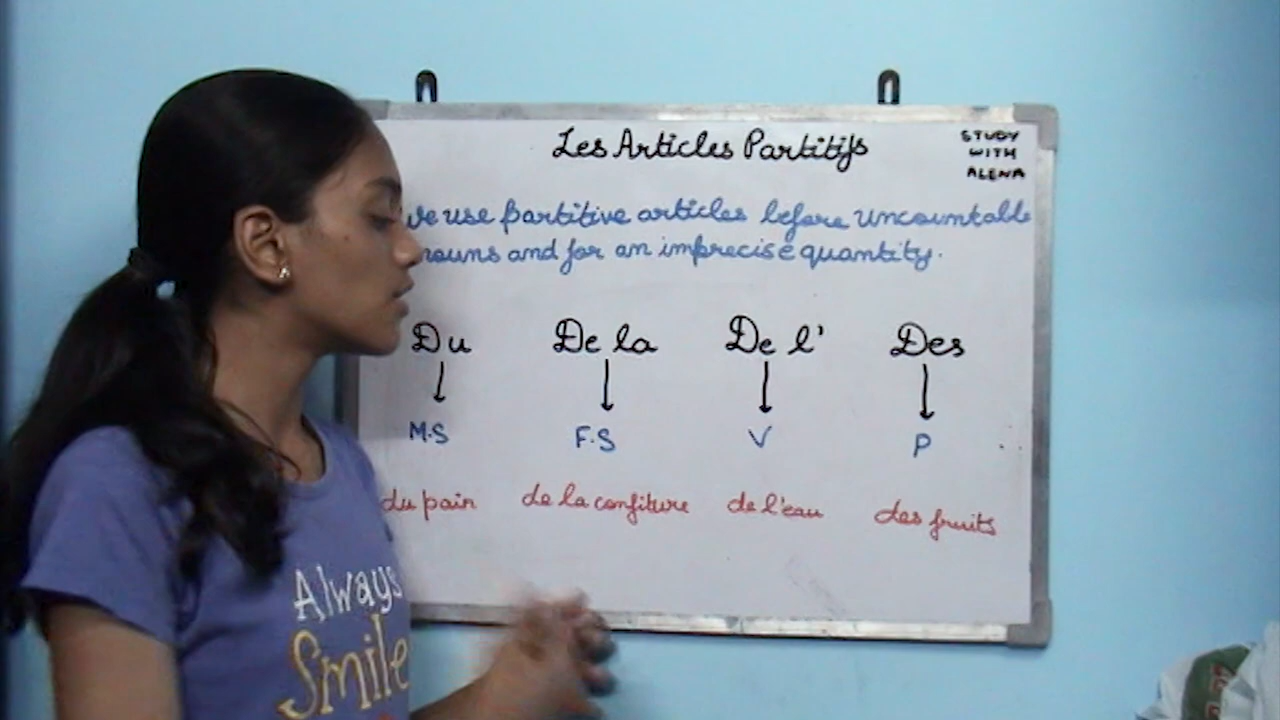 Les Articles Partitifs
STUDY
WITH
ALENA
we use partitive articles before uncountable
nouns and for an imprecise quantity.
Du De la De l' Des
M.S F.S V P
du pain de la confiture de l'eau des fruits
Always
Smile